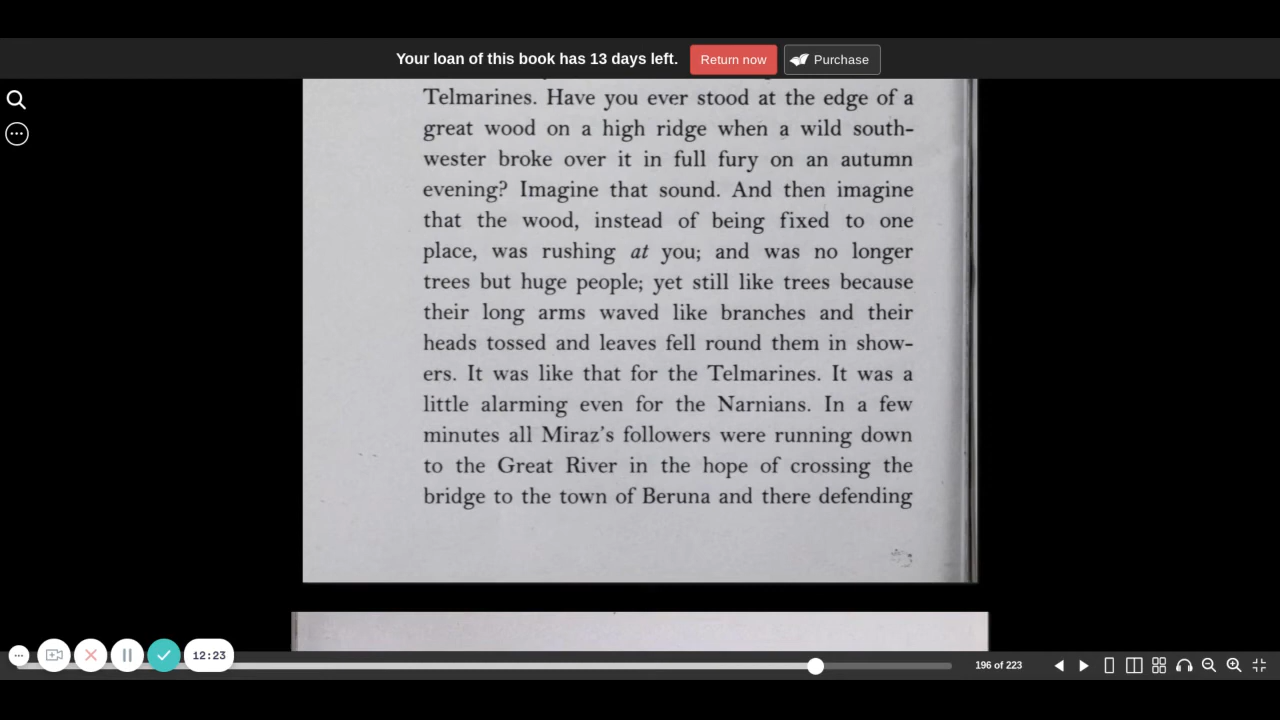 Your loan of this book has 13 days left. Return now Purchase
Telmarines. Have you ever stood at the edge of a
great wood on a high ridge when a wild south-
wester broke over it in full fury on an autumn
evening? Imagine that sound. And then imagine
that the wood, instead of being fixed to one
place, was rushing at you; and was no longer
trees but huge people; yet still like trees because
their long arms waved like branches and their
heads tossed and leaves fell round them in show-
ers. It was like that for the Telmarines. It was a
little alarming even for the Narnians. In a few
minutes all Miraz's followers were running down
to the Great River in the hope of crossing the
bridge to the town of Beruna and there defending
12:23
196 of 223